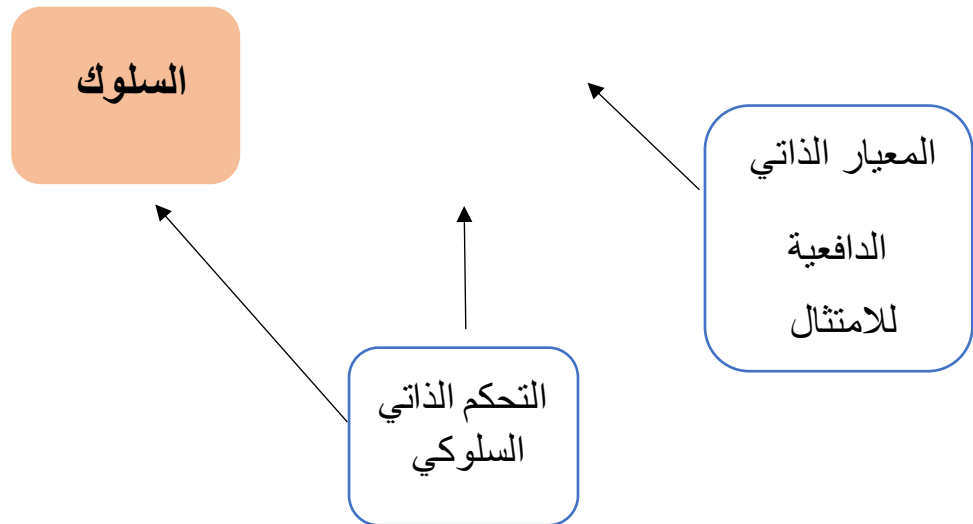 السلوك
المعيار الذاتي
الدافعية
للامتثال
التحكم الذاتي
السلوكي